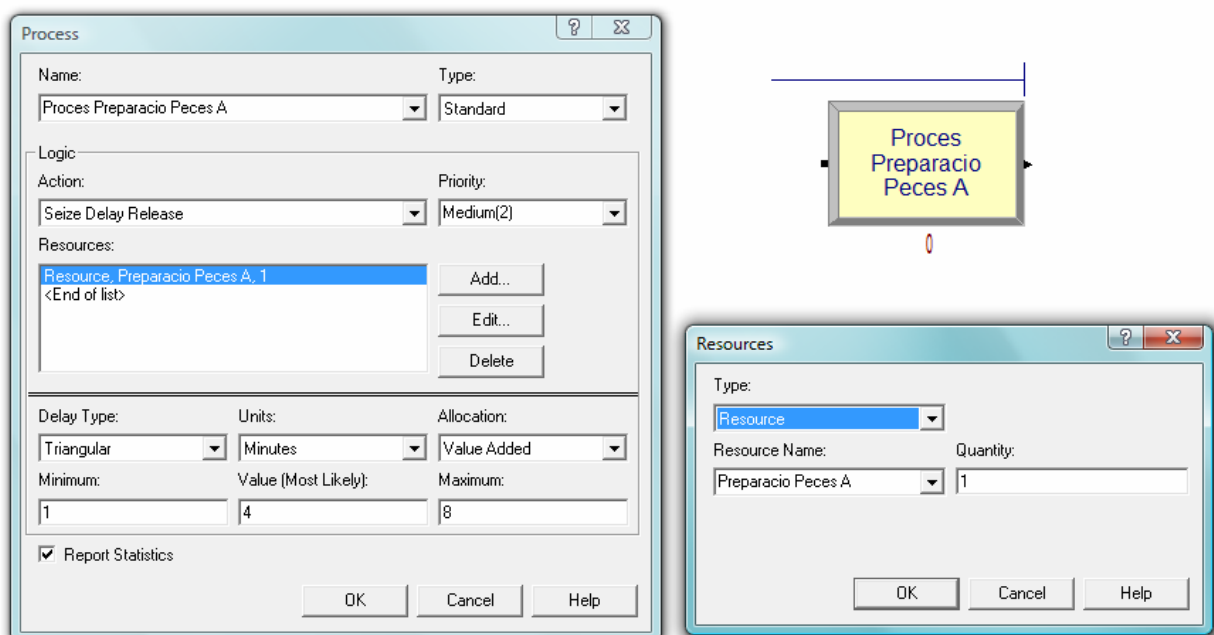 Process
Name:
Type:
Proces Preparacio Peces A
Standard
Logic
Action:
Priority:
Seize Delay Release
Medium(2)
Resources:
Resource, Preparacio Peces A, 1
<End of list>
Add...
Edit...
Delete
Delay Type:
Units:
Allocation:
Triangular
Minutes
Value Added
Minimum:
Value (Most Likely):
Maximum:
1
4
8
Report Statistics
OK
Cancel
Help
Proces
Preparacio
Peces A
0
Resources
Type:
Resource
Resource Name:
Quantity:
Preparacio Peces A
1
OK
Cancel
Help